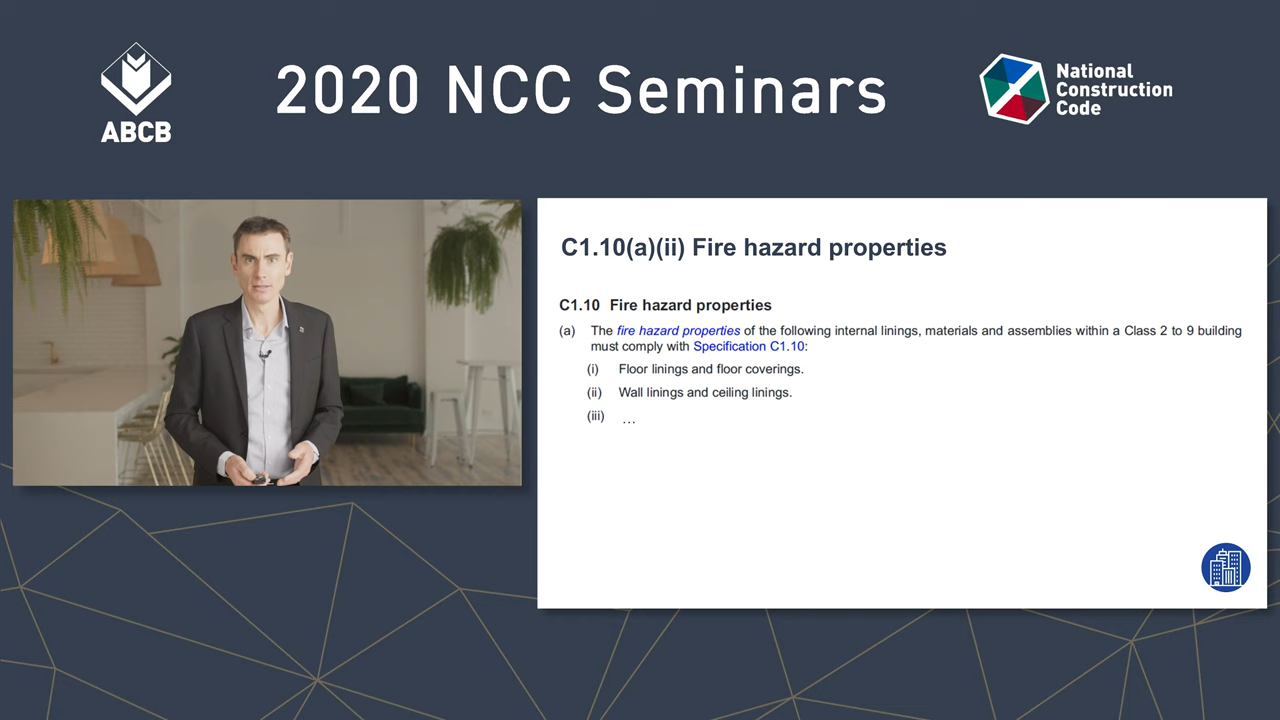 ABCB
2020 NCC Seminars
National
Construction
Code
C1.10(a)(ii) Fire hazard properties
C1.10 Fire hazard properties
(a) The fire hazard properties of the following internal linings, materials and assemblies within a Class 2 to 9 building
must comply with Specification C1.10:
(i) Floor linings and floor coverings.
(ii) Wall linings and ceiling linings.
(iii) ...